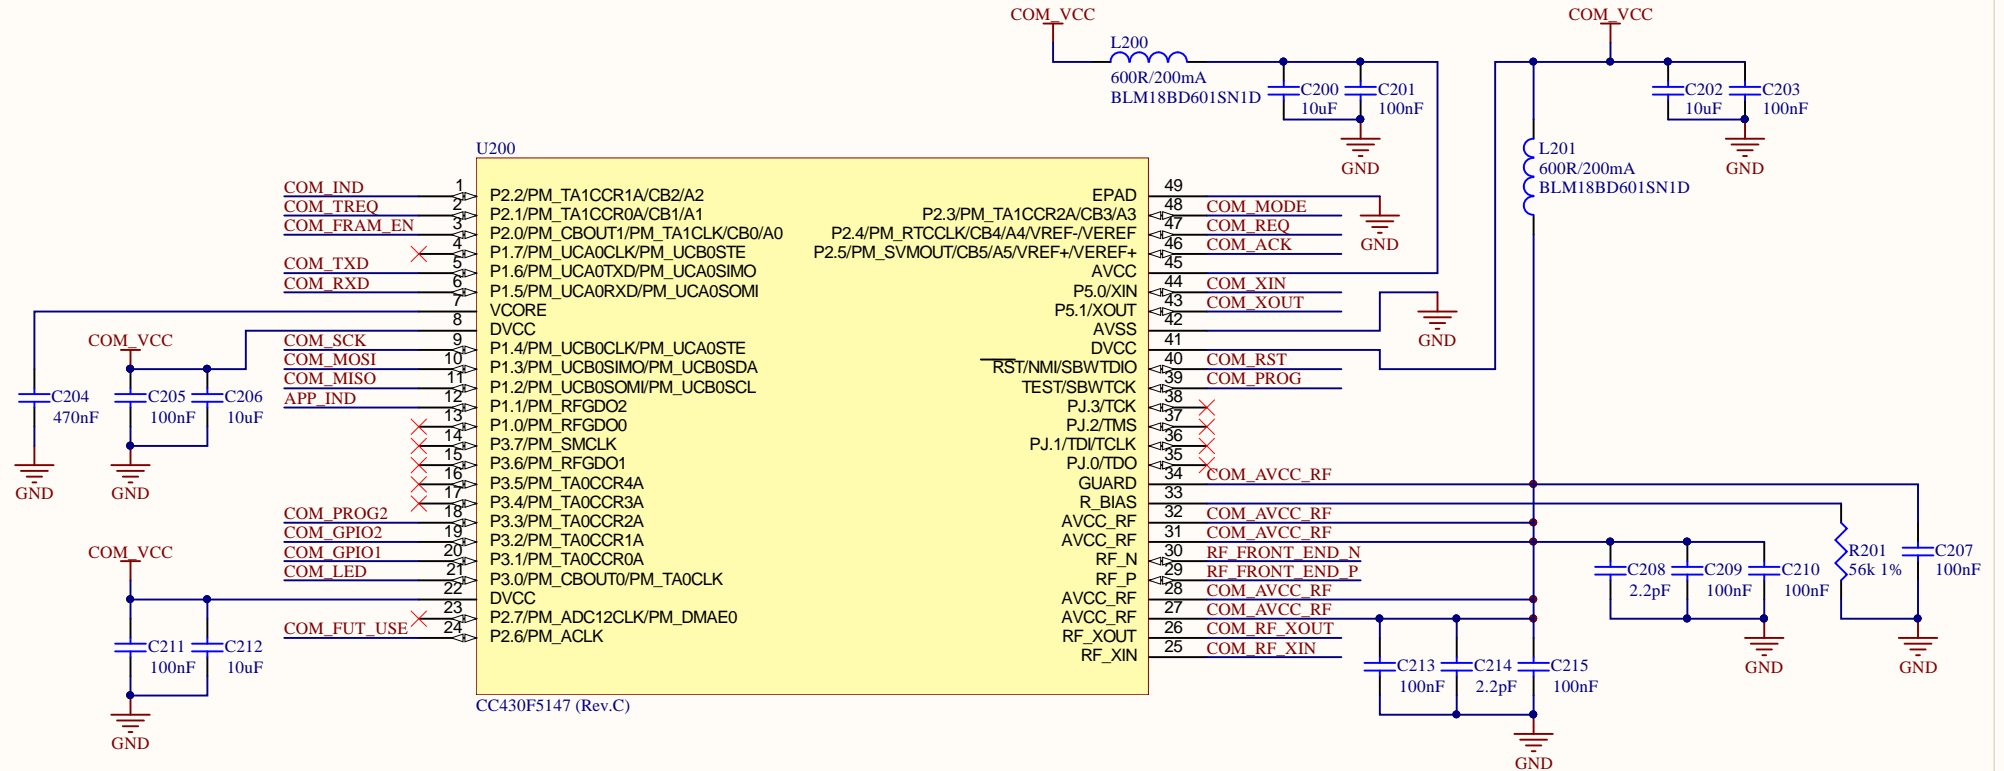 COM_VCC
COM_VCC
L200
600R/200mA
BLM18BD601SN1D
C200
10uF
C201
100nF
GND
C202
10uF
C203
100nF
GND
L201
600R/200mA
BLM18BD601SN1D
U200
COM_IND 1 P2.2/PM_TA1CCR1A/CB2/A2
COM_TREQ 2 P2.1/PM_TA1CCR0A/CB1/A1
COM_FRAM_EN 3 P2.0/PM_CBOUT1/PM_TA1CLK/CB0/A0
4 P1.7/PM_UCA0CLK/PM_UCB0STE
COM_TXD 5 P1.6/PM_UCA0TXD/PM_UCA0SIMO
COM_RXD 6 P1.5/PM_UCA0RXD/PM_UCA0SOMI
7 VCORE
8 DVCC
COM_SCK 9 P1.4/PM_UCB0CLK/PM_UCA0STE
COM_MOSI 10 P1.3/PM_UCB0SIMO/PM_UCB0SDA
COM_MISO 11 P1.2/PM_UCB0SOMI/PM_UCB0SCL
APP_IND 12 P1.1/PM_RFGDO2
13 P1.0/PM_RFGDO0
14 P3.7/PM_SMCLK
15 P3.6/PM_RFGDO1
16 P3.5/PM_TA0CCR4A
17 P3.4/PM_TA0CCR3A
COM_PROG2 18 P3.3/PM_TA0CCR2A
COM_GPIO2 19 P3.2/PM_TA0CCR1A
COM_GPIO1 20 P3.1/PM_TA0CCR0A
COM_LED 21 P3.0/PM_CBOUT0/PM_TA0CLK
22 DVCC
23 P2.7/PM_ADC12CLK/PM_DMAE0
COM_FUT_USE 24 P2.6/PM_ACLK
EPAD 49
P2.3/PM_TA1CCR2A/CB3/A3 48 COM_MODE
P2.4/PM_RTCCLK/CB4/A4/VREF-/VEREF 47 COM_REQ
P2.5/PM_SVMOUT/CB5/A5/VREF+/VEREF+ 46 COM_ACK
AVCC 45
P5.0/XIN 44 COM_XIN
P5.1/XOUT 43 COM_XOUT
AVSS 42
DVCC 41
RST/NMI/SBWTDIO 40 COM_RST
TEST/SBWTCK 39 COM_PROG
PJ.3/TCK 38
PJ.2/TMS 37
PJ.1/TDI/TCLK 36
PJ.0/TDO 35
GUARD 34 COM_AVCC_RF
R_BIAS 33
AVCC_RF 32 COM_AVCC_RF
AVCC_RF 31 COM_AVCC_RF
RF_N 30 RF_FRONT_END_N
RF_P 29 RF_FRONT_END_P
AVCC_RF 28 COM_AVCC_RF
AVCC_RF 27 COM_AVCC_RF
RF_XOUT 26 COM_RF_XOUT
RF_XIN 25 COM_RF_XIN
CC430F5147 (Rev.C)
GND
GND
COM_VCC
C204
470nF
C205
100nF
C206
10uF
GND
GND
COM_VCC
C211
100nF
C212
10uF
GND
C208
2.2pF
C209
100nF
C210
100nF
GND
R201
56k 1%
C207
100nF
GND
C213
100nF
C214
2.2pF
C215
100nF
GND